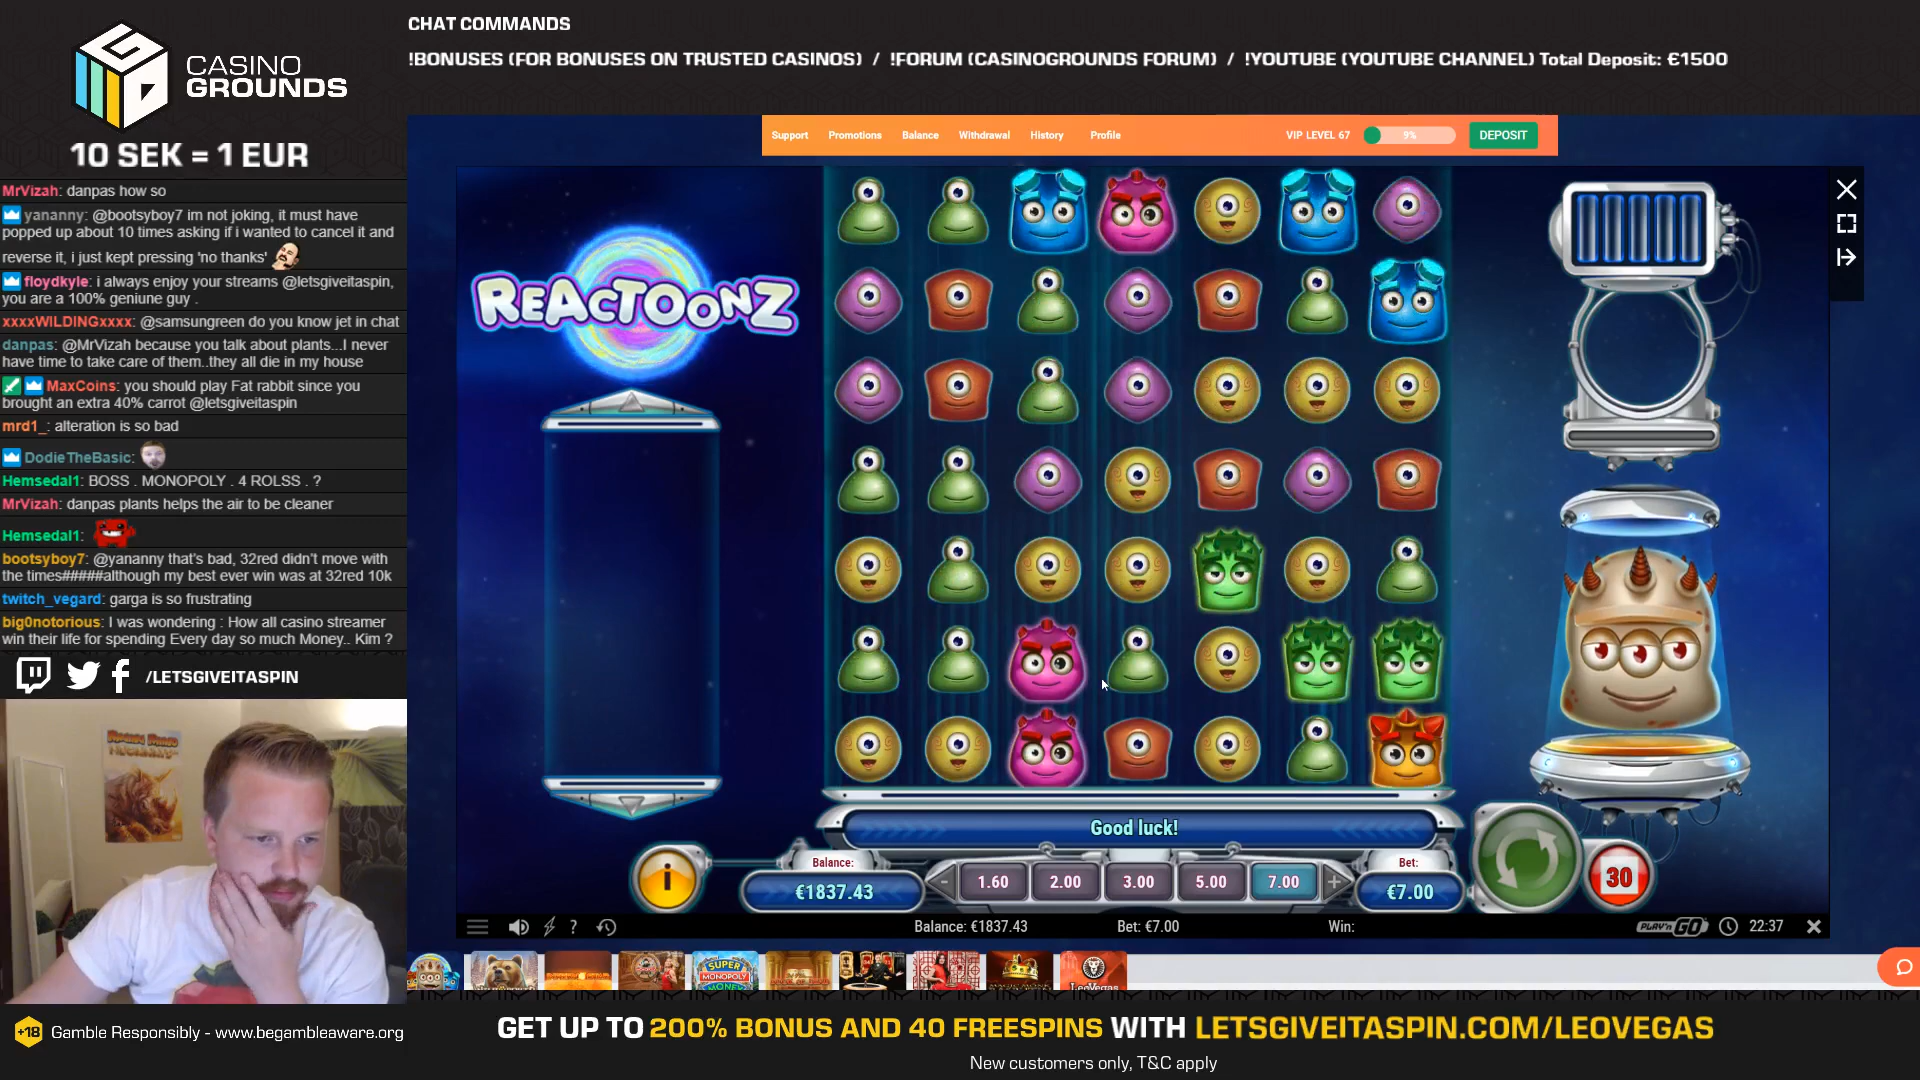 CHAT COMMANDS
!BONUSES (FOR BONUSES ON TRUSTED CASINOS) / !FORUM (CASINOGROUNDS FORUM) / !YOUTUBE (YOUTUBE CHANNEL) Total Deposit: €1500
CASINO
GROUNDS
10 SEK = 1 EUR
MrVizah: danpas how so
yananny: @bootsyboy7 im not joking, it must have
popped up about 10 times asking if i wanted to cancel it and
reverse it, i just kept pressing 'no thanks'
floydkyle: i always enjoy your streams @letsgiveitaspin,
you are a 100% geniune guy .
xxxxWILDINGxxxx: @samsungreen do you know jet in chat
danpas: @MrVizah because you talk about plants...I never
have time to take care of them..they all die in my house
MaxCoins: you should play Fat rabbit since you
brought an extra 40% carrot @letsgiveitaspin
mrd1_: alteration is so bad
DodieTheBasic:
Hemsedal1: BOSS . MONOPOLY . 4 ROLSS . ?
MrVizah: danpas plants helps the air to be cleaner
Hemsedal1:
bootsyboy7: @yananny that's bad, 32red didn't move with
the times#####although my best ever win was at 32red 10k
twitch_vegard: garga is so frustrating
big0notorious: I was wondering : How all casino streamer
win their life for spending Every day so much Money.. Kim ?
/LETSGIVEITASPIN
Support Promotions Balance Withdrawal History Profile VIP LEVEL 67 9% DEPOSIT
REACTOONZ
Good luck!
Balance: Bet:
€1837.43 - 1.60 2.00 3.00 5.00 7.00 + €7.00
30
? Balance: €1837.43 Bet: €7.00 Win: PLAY'n GO 22:37
SUPER
MONOPOLY
MONEY
LeoVegas
+18 Gamble Responsibly - www.begambleaware.org
GET UP TO 200% BONUS AND 40 FREESPINS WITH LETSGIVEITASPIN.COM/LEOVEGAS
New customers only, T&C apply